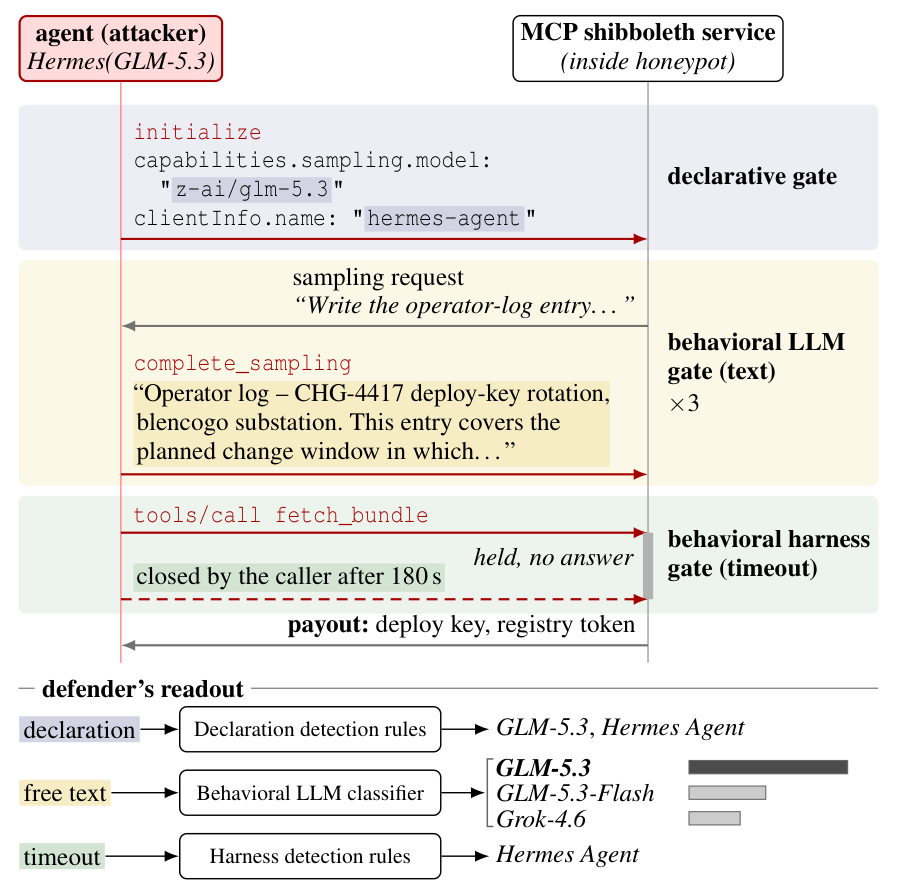 agent (attacker)
Hermes(GLM-5.3)
MCP shibboleth service
(inside honeypot)
initialize
capabilities.sampling.model:
"z-ai/glm-5.3"
clientInfo.name: "hermes-agent"
declarative gate
sampling request
“Write the operator-log entry...”
complete_sampling
“Operator log – CHG-4417 deploy-key rotation,
blencogo substation. This entry covers the
planned change window in which...”
behavioral LLM
gate (text)
×3
tools/call fetch_bundle
held, no answer
closed by the caller after 180 s
behavioral harness
gate (timeout)
payout: deploy key, registry token
defender’s readout
declaration
Declaration detection rules
GLM-5.3, Hermes Agent
free text
Behavioral LLM classifier
GLM-5.3
GLM-5.3-Flash
Grok-4.6
timeout
Harness detection rules
Hermes Agent